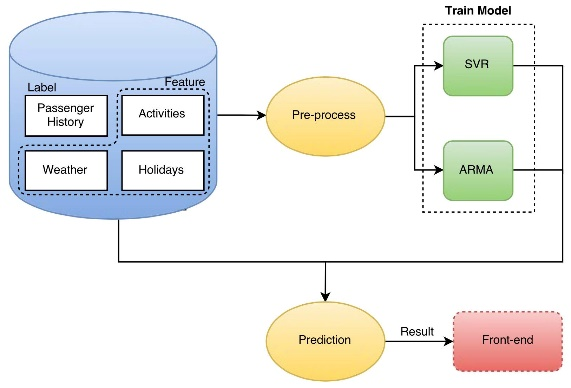 Train Model
Label
Feature
Passenger
History
Activities
Weather
Holidays
Pre-process
SVR
ARMA
Prediction
Result
Front-end